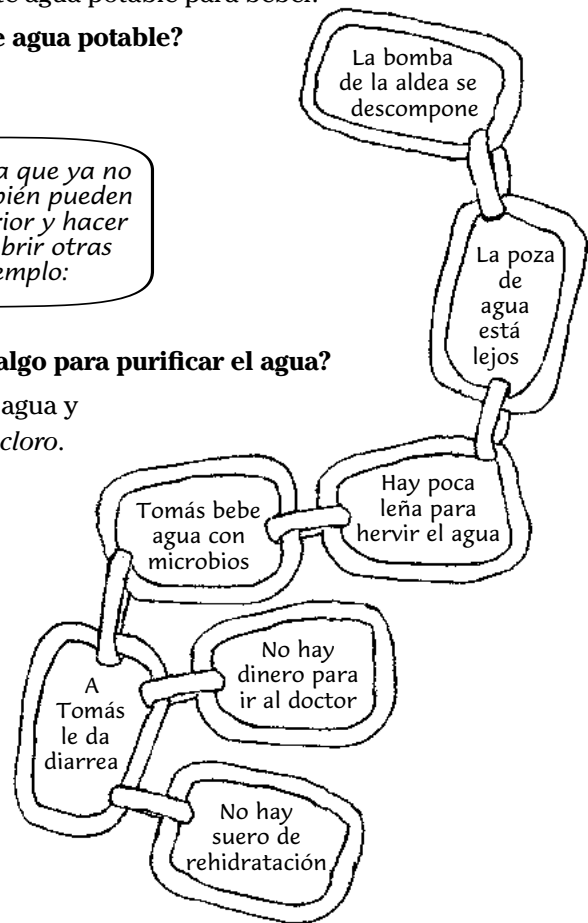 agua potable para beber.
e agua potable?
a que ya no
bién pueden
rior y hacer
brir otras
emplo:
algo para purificar el agua?
agua y
cloro.
La bomba
de la aldea se
descompone
La poza
de
agua
está
lejos
Hay poca
leña para
hervir el agua
Tomás bebe
agua con
microbios
A
Tomás
le da
diarrea
No hay
dinero para
ir al doctor
No hay
suero de
rehidratación